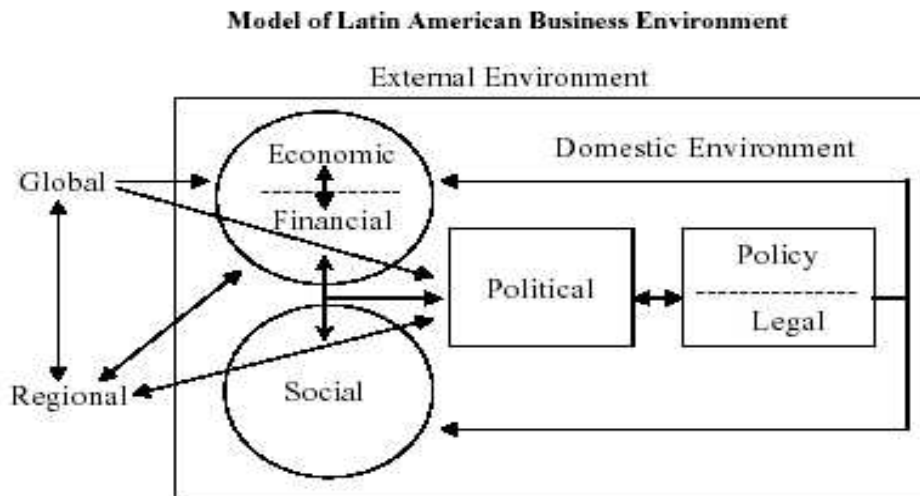 Model of Latin American Business Environment
External Environment
Economic
Domestic Environment
Global
Financial
Policy
Political
Legal
Regional
Social